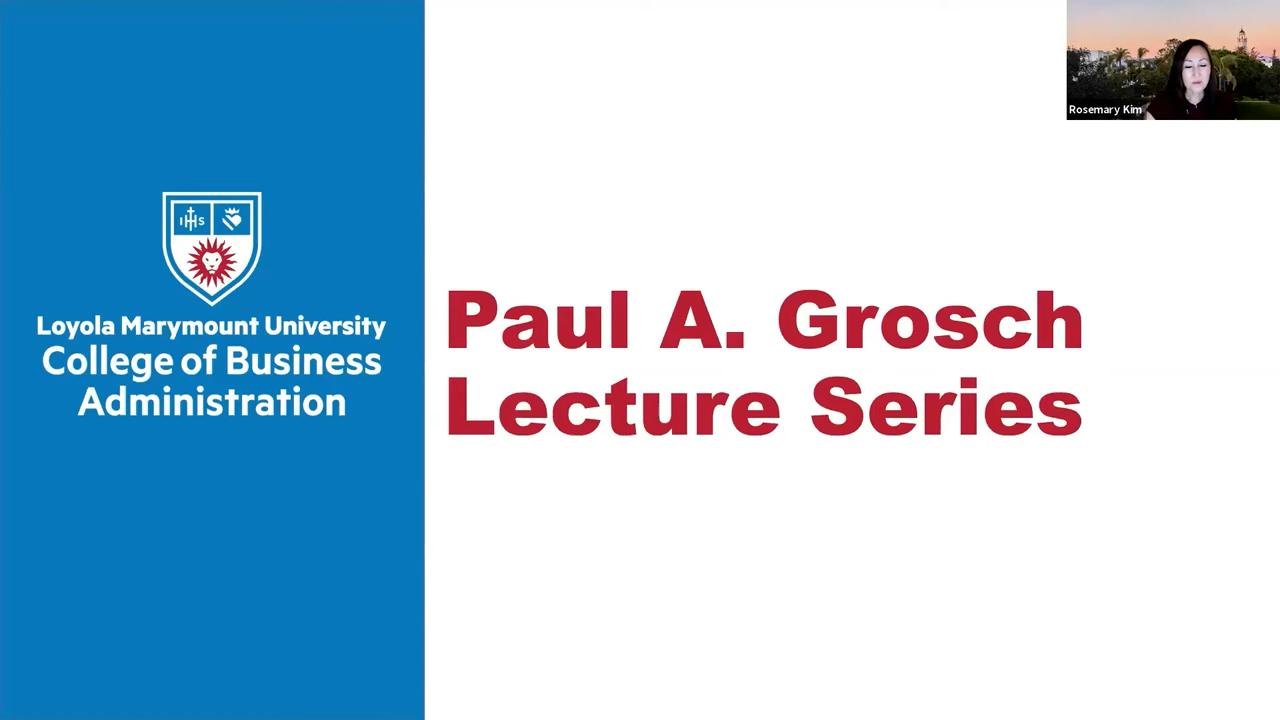 IHS
Loyola Marymount University
College of Business
Administration
Paul A. Grosch
Lecture Series
Rosemary Kim